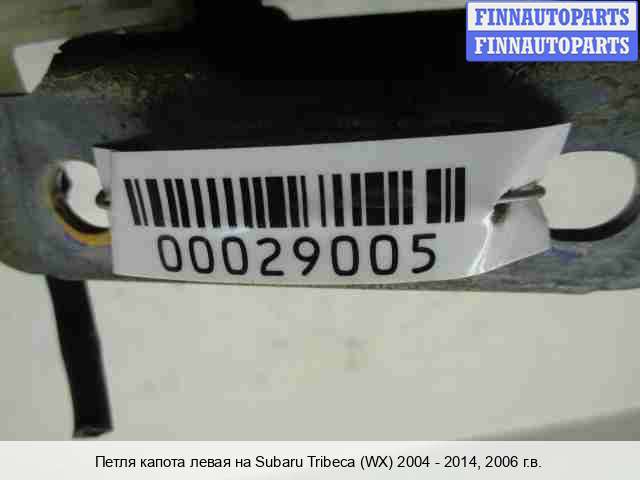 FINNAUTOPARTS
FINNAUTOPARTS
00029005
Петля капота левая на Subaru Tribeca (WX) 2004 - 2014, 2006 г.в.